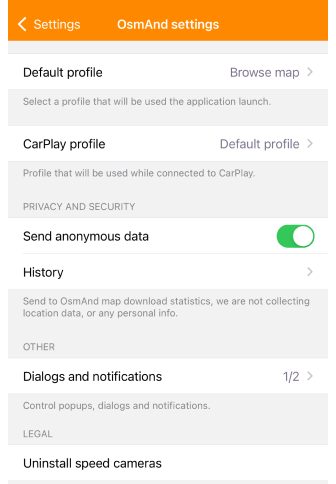 Settings OsmAnd settings
Default profile Browse map
Select a profile that will be used the application launch.
CarPlay profile Default profile
Profile that will be used while connected to CarPlay.
PRIVACY AND SECURITY
Send anonymous data
History
Send to OsmAnd map download statistics, we are not collecting
location data, or any personal info.
OTHER
Dialogs and notifications 1/2
Control popups, dialogs and notifications.
LEGAL
Uninstall speed cameras